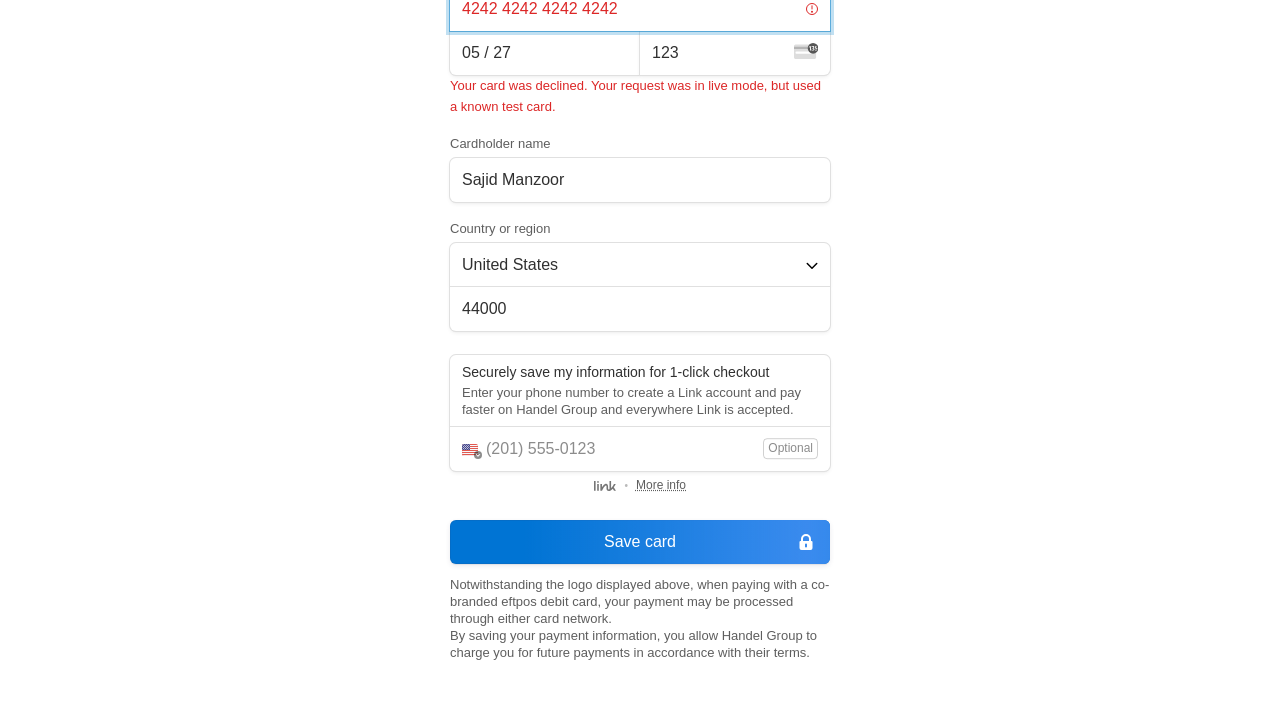 4242 4242 4242 4242
05 / 27
123
Your card was declined. Your request was in live mode, but used
a known test card.
Cardholder name
Sajid Manzoor
Country or region
United States
44000
Securely save my information for 1-click checkout
Enter your phone number to create a Link account and pay
faster on Handel Group and everywhere Link is accepted.
(201) 555-0123
Optional
link • More info
Save card
Notwithstanding the logo displayed above, when paying with a co-
branded eftpos debit card, your payment may be processed
through either card network.
By saving your payment information, you allow Handel Group to
charge you for future payments in accordance with their terms.